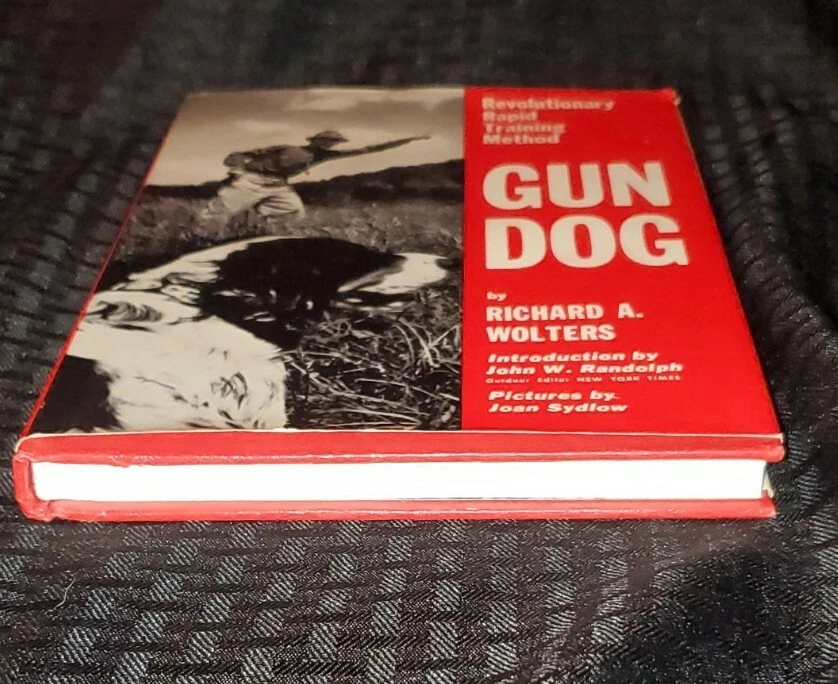 Revolutionary
Rapid
Training
Method
GUN
DOG
by
RICHARD A.
WOLTERS
Introduction by
John W. Randolph
Outdoor Editor NEW YORK TIMES
Pictures by
Joan Sydlow